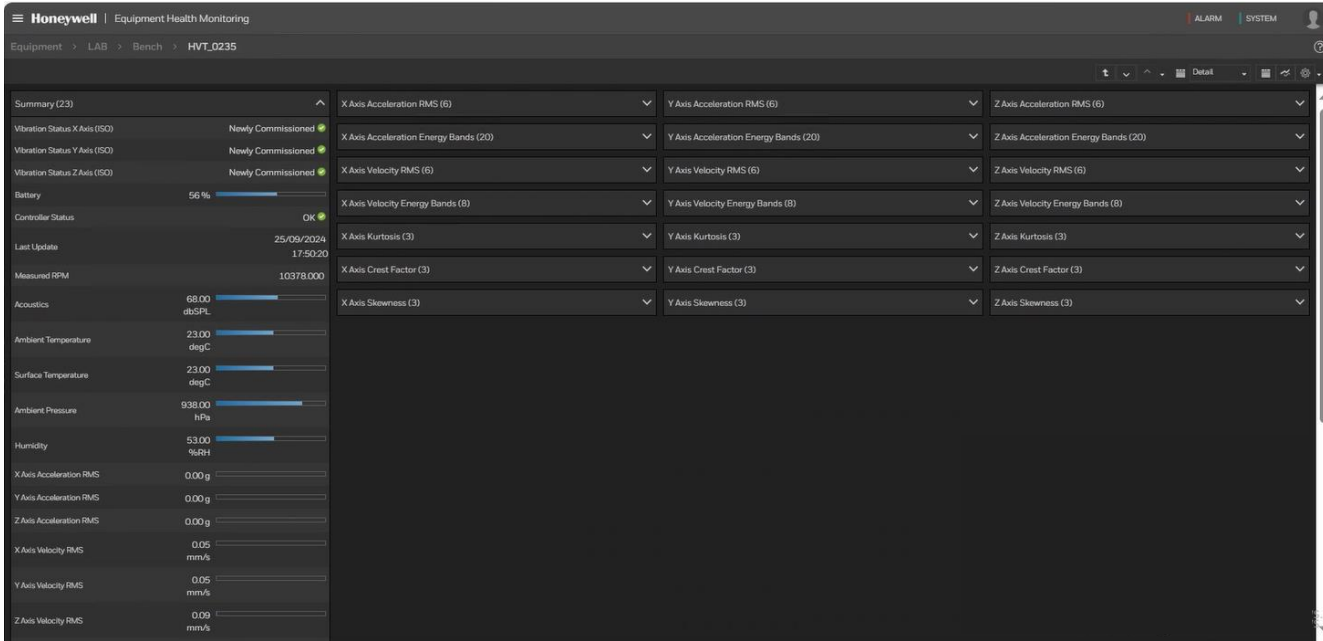 Honeywell | Equipment Health Monitoring
ALARM
SYSTEM
Equipment > LAB > Bench > HVT_0235
Detail
Summary (23)
Vibration Status X Axis (ISO) Newly Commissioned
Vibration Status Y Axis (ISO) Newly Commissioned
Vibration Status Z Axis (ISO) Newly Commissioned
Battery 56 %
Controller Status OK
Last Update 25/09/2024
17:50:20
Measured RPM 10378.000
Acoustics 68.00
dbSPL
Ambient Temperature 23.00
degC
Surface Temperature 23.00
degC
Ambient Pressure 938.00
hPa
Humidity 53.00
%RH
X Axis Acceleration RMS 0.00 g
Y Axis Acceleration RMS 0.00 g
Z Axis Acceleration RMS 0.00 g
X Axis Velocity RMS 0.05
mm/s
Y Axis Velocity RMS 0.05
mm/s
Z Axis Velocity RMS 0.09
mm/s
X Axis Acceleration RMS (6)
X Axis Acceleration Energy Bands (20)
X Axis Velocity RMS (6)
X Axis Velocity Energy Bands (8)
X Axis Kurtosis (3)
X Axis Crest Factor (3)
X Axis Skewness (3)
Y Axis Acceleration RMS (6)
Y Axis Acceleration Energy Bands (20)
Y Axis Velocity RMS (6)
Y Axis Velocity Energy Bands (8)
Y Axis Kurtosis (3)
Y Axis Crest Factor (3)
Y Axis Skewness (3)
Z Axis Acceleration RMS (6)
Z Axis Acceleration Energy Bands (20)
Z Axis Velocity RMS (6)
Z Axis Velocity Energy Bands (8)
Z Axis Kurtosis (3)
Z Axis Crest Factor (3)
Z Axis Skewness (3)